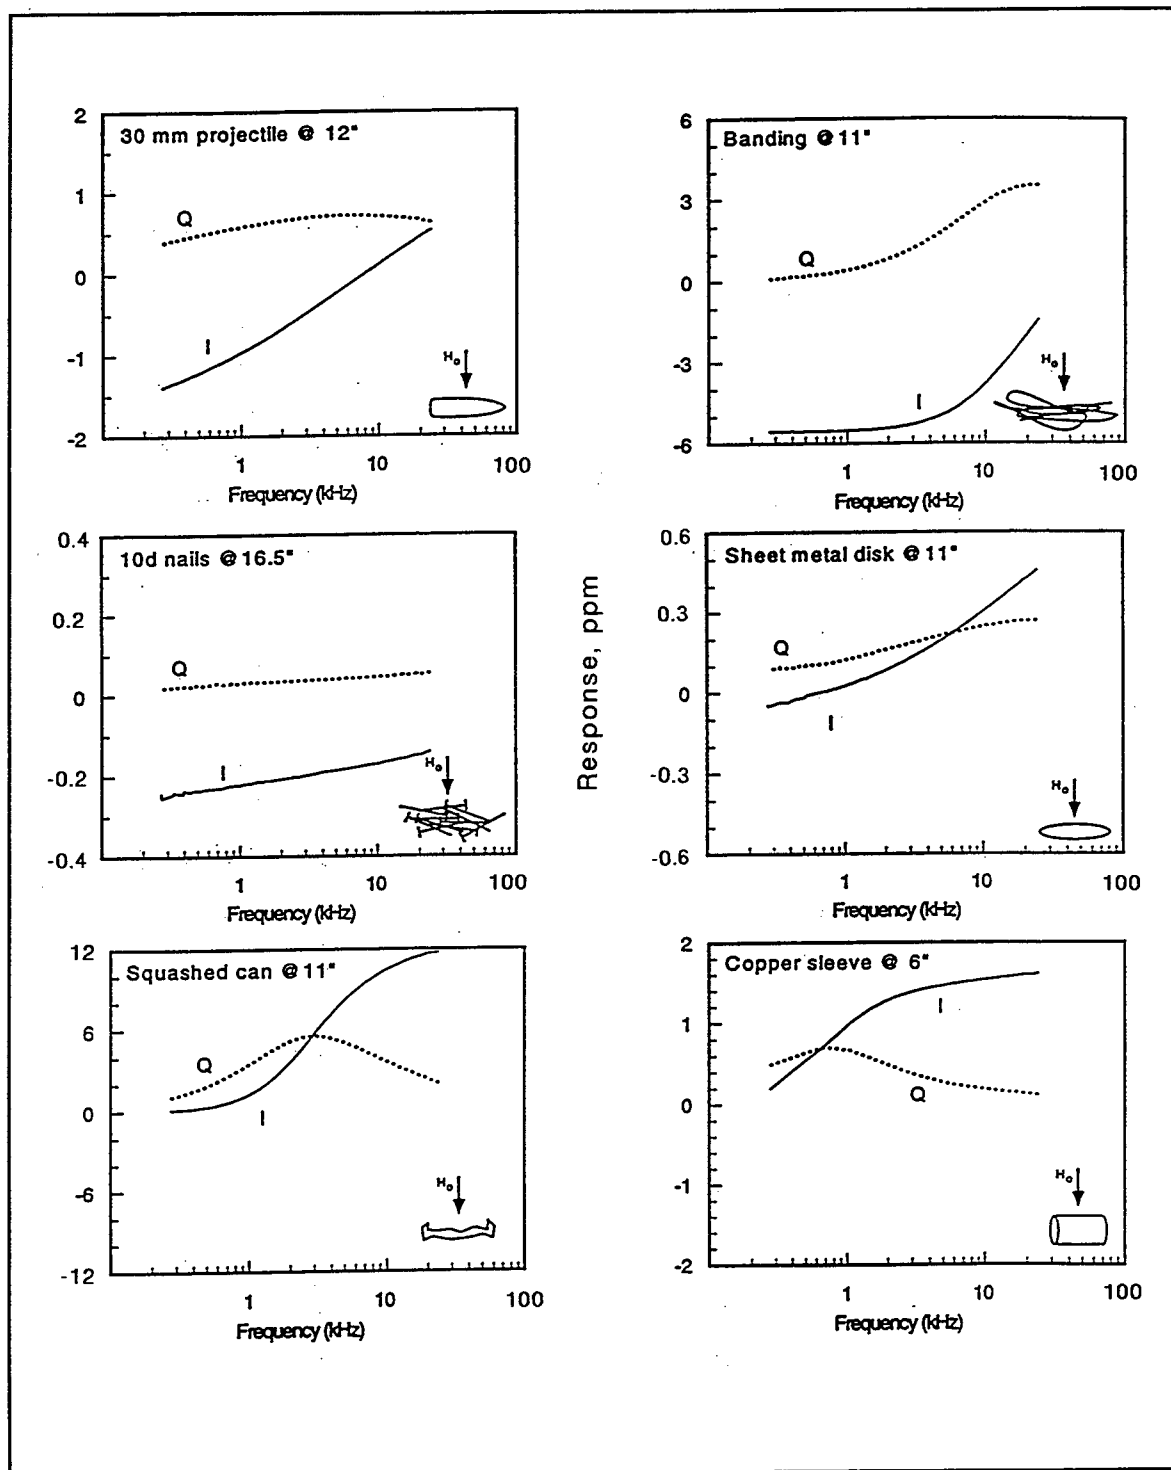 30 mm projectile @ 12"
2
1
0
-1
-2
Q
I
H₀
1
10
100
Frequency (kHz)
Banding @ 11"
6
3
0
-3
-6
Q
I
H₀
1
10
100
Frequency (kHz)
10d nails @ 16.5"
0.4
0.2
0
-0.2
-0.4
Q
I
H₀
1
10
100
Frequency (kHz)
Response, ppm
Sheet metal disk @ 11"
0.6
0.3
0
-0.3
-0.6
Q
I
H₀
1
10
100
Frequency (kHz)
Squashed can @ 11"
12
6
0
-6
-12
Q
I
H₀
1
10
100
Frequency (kHz)
Copper sleeve @ 6"
2
1
0
-1
-2
I
Q
H₀
1
10
100
Frequency (kHz)